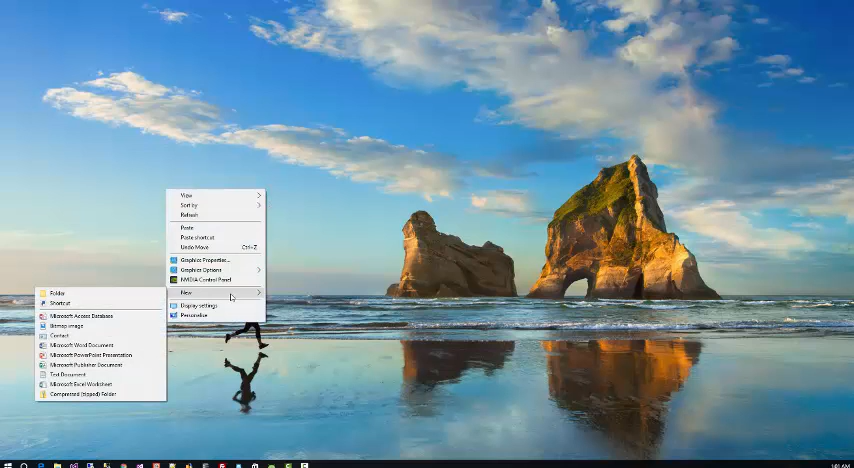 View
Sort by
Refresh
Paste
Paste shortcut
Undo Move Ctrl+Z
Graphics Properties...
Graphics Options
NVIDIA Control Panel
New
Display settings
Personalize
Folder
Shortcut
Microsoft Access Database
Bitmap image
Contact
Microsoft Word Document
Microsoft PowerPoint Presentation
Microsoft Publisher Document
Text Document
Microsoft Excel Worksheet
Compressed (zipped) Folder